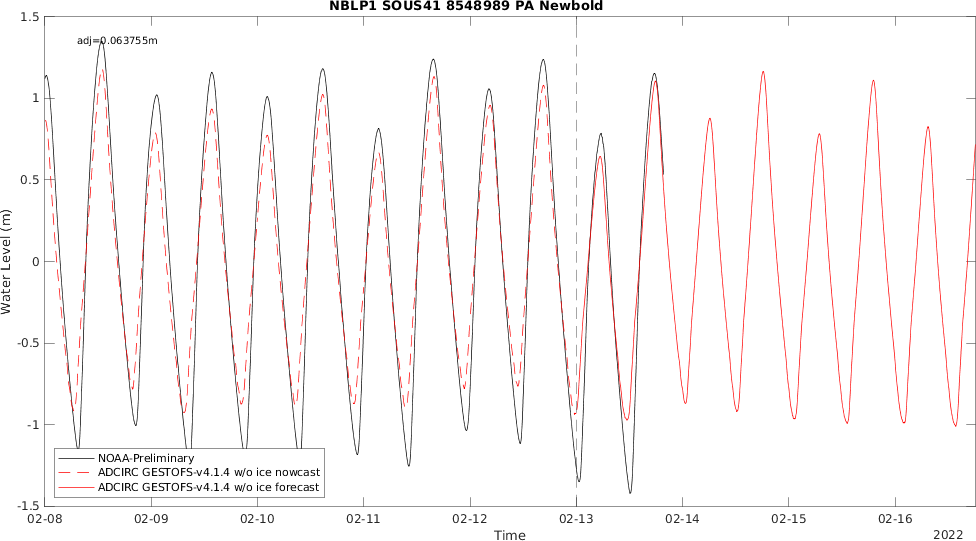 NBLP1 SOUS41 8548989 PA Newbold
adj=0.063755m
1.5
1
0.5
0
-0.5
-1
-1.5
Water Level (m)
NOAA-Preliminary
ADCIRC GESTOFS-v4.1.4 w/o ice nowcast
ADCIRC GESTOFS-v4.1.4 w/o ice forecast
02-08 02-09 02-10 02-11 02-12 02-13 02-14 02-15 02-16
Time
2022